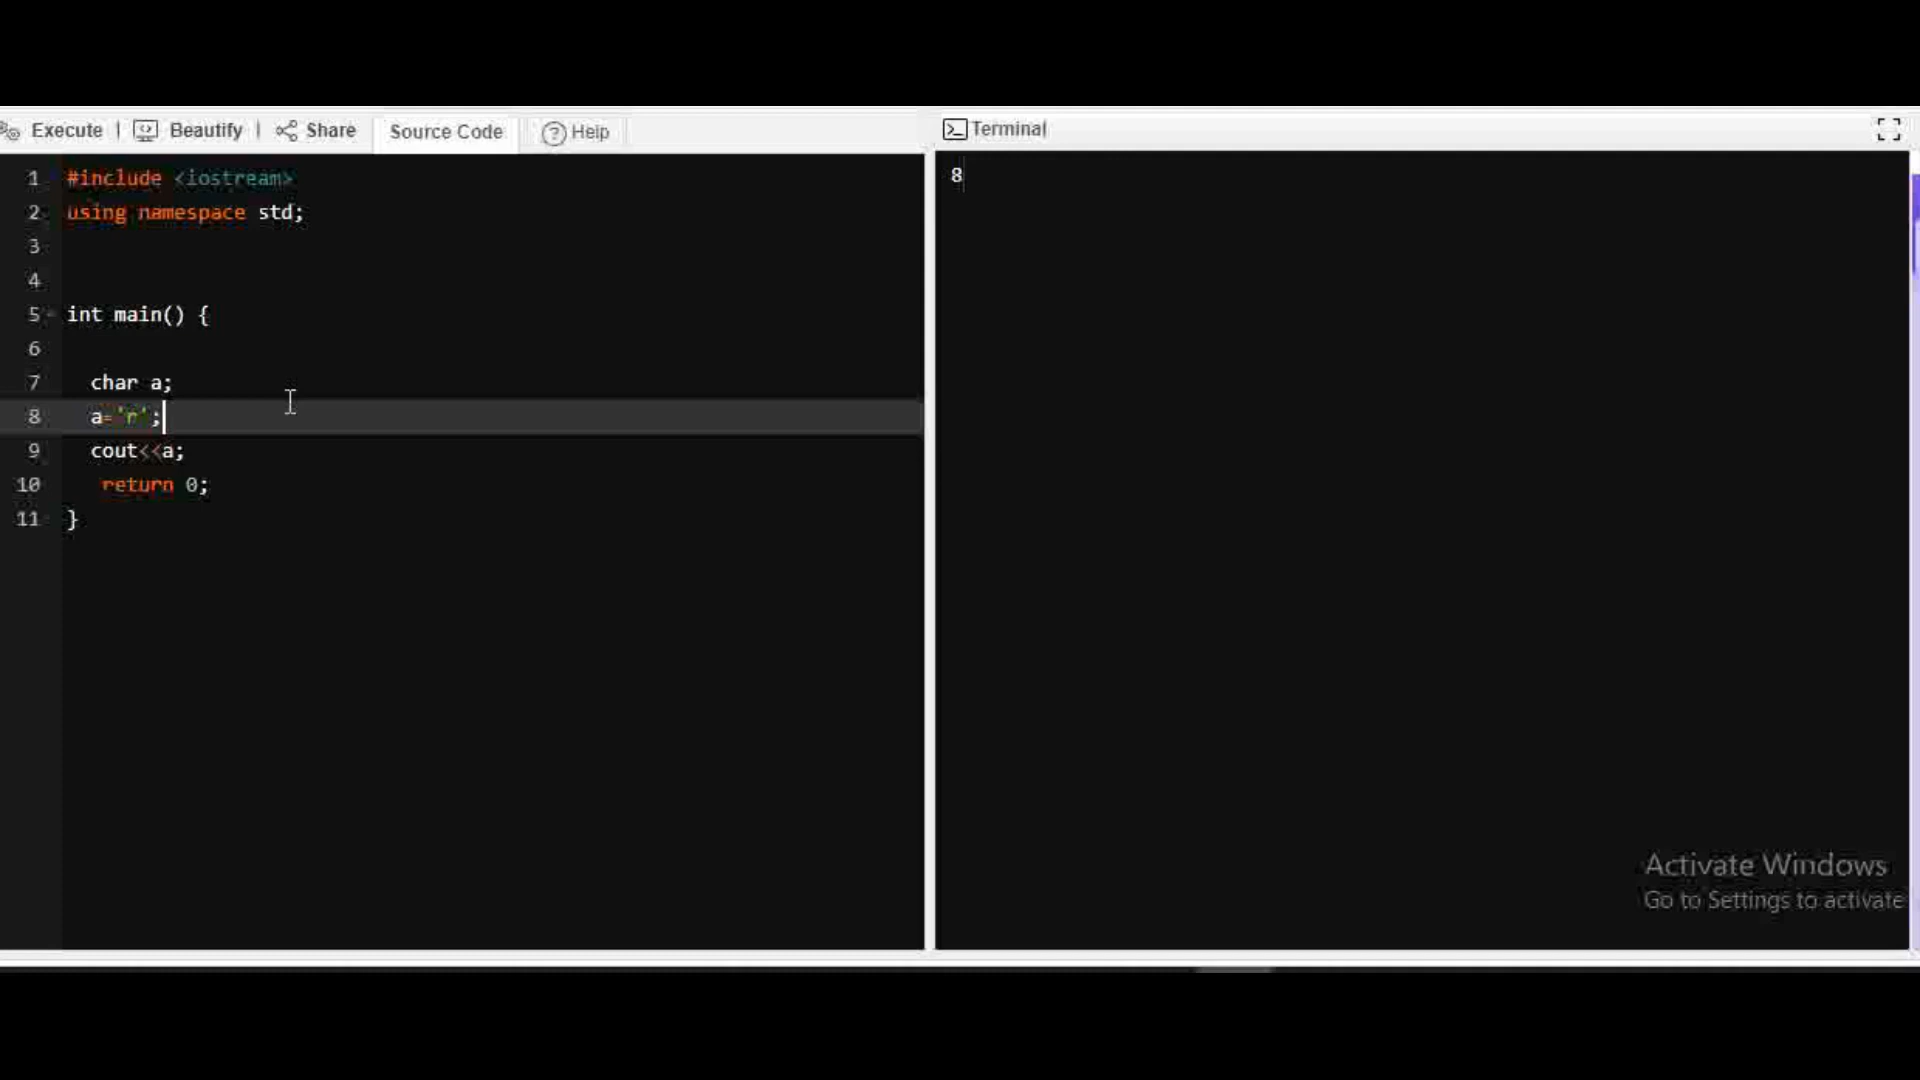 Execute | Beautify | Share Source Code Help
1 #include <iostream>
2 using namespace std;
3
4
5 int main() {
6
7 char a;
8 a='r';
9 cout<<a;
10 return 0;
11 }
Terminal
8
Activate Windows
Go to Settings to activate